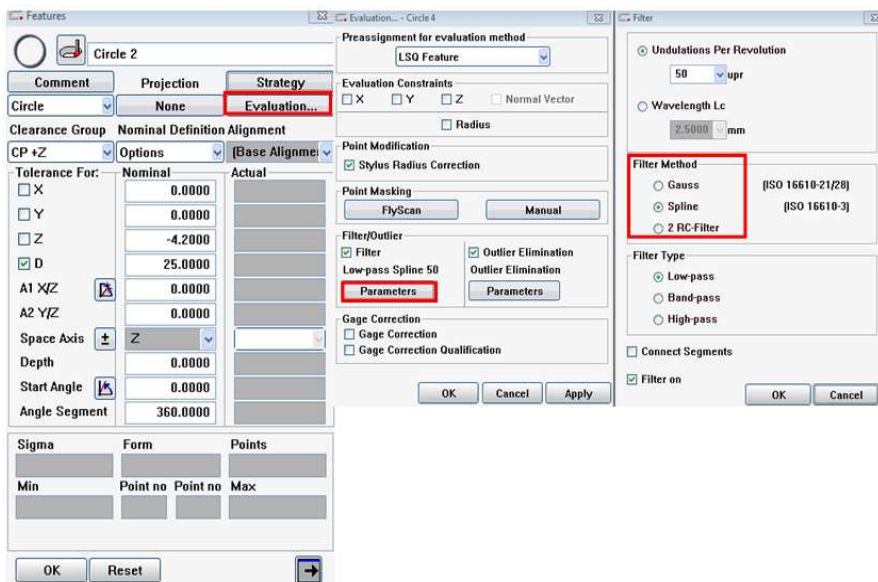 Features
Circle 2
Comment Projection Strategy
Circle None Evaluation...
Clearance Group Nominal Definition Alignment
CP +Z Options (Base Alignme
Tolerance For: Nominal Actual
X 0.0000
Y 0.0000
Z -4.2000
D 25.0000
A1 X/Z 0.0000
A2 Y/Z 0.0000
Space Axis ± Z
Depth 0.0000
Start Angle 0.0000
Angle Segment 360.0000
Sigma Form Points
Min Point no Point no Max
OK Reset
Evaluation... - Circle 4
Preassignment for evaluation method
LSQ Feature
Evaluation Constraints
X Y Z Normal Vector
Radius
Point Modification
Stylus Radius Correction
Point Masking
FlyScan Manual
Filter/Outlier
Filter Outlier Elimination
Low-pass Spline 50 Outlier Elimination
Parameters Parameters
Gage Correction
Gage Correction
Gage Correction Qualification
OK Cancel Apply
Filter
Undulations Per Revolution
50 upr
Wavelength Lc
2.5000 mm
Filter Method
Gauss (ISO 16610-21/28)
Spline (ISO 16610-3)
2 RC-Filter
Filter Type
Low-pass
Band-pass
High-pass
Connect Segments
Filter on
OK Cancel